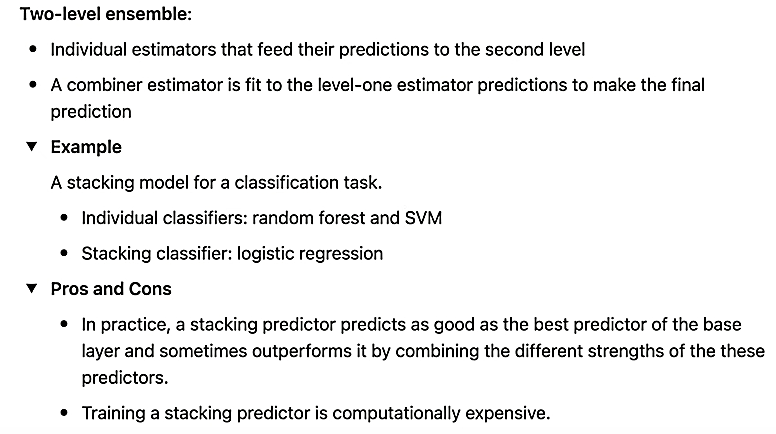 Two-level ensemble:
• Individual estimators that feed their predictions to the second level
• A combiner estimator is fit to the level-one estimator predictions to make the final
prediction
▼ Example
A stacking model for a classification task.
• Individual classifiers: random forest and SVM
• Stacking classifier: logistic regression
▼ Pros and Cons
• In practice, a stacking predictor predicts as good as the best predictor of the base
layer and sometimes outperforms it by combining the different strengths of the these
predictors.
• Training a stacking predictor is computationally expensive.